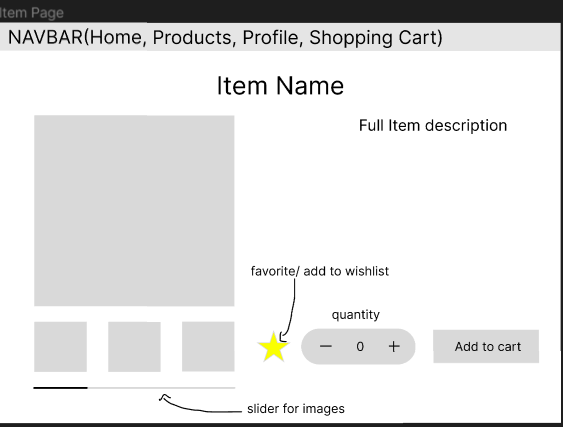 Item Page
NAVBAR(Home, Products, Profile, Shopping Cart)
Item Name
Full Item description
favorite/ add to wishlist
quantity
− 0 +
Add to cart
slider for images